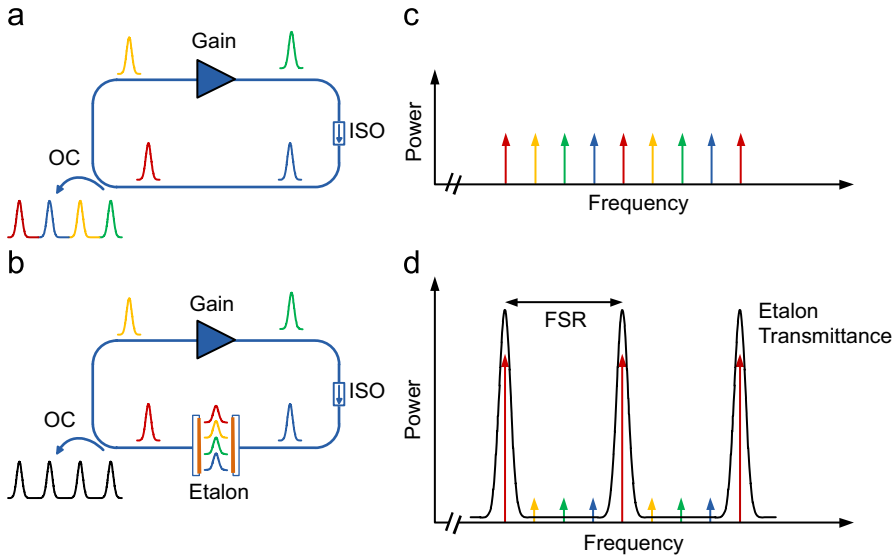 a
Gain
ISO
OC
b
Gain
ISO
OC
Etalon
c
Power
Frequency
d
Power
FSR
Etalon
Transmittance
Frequency